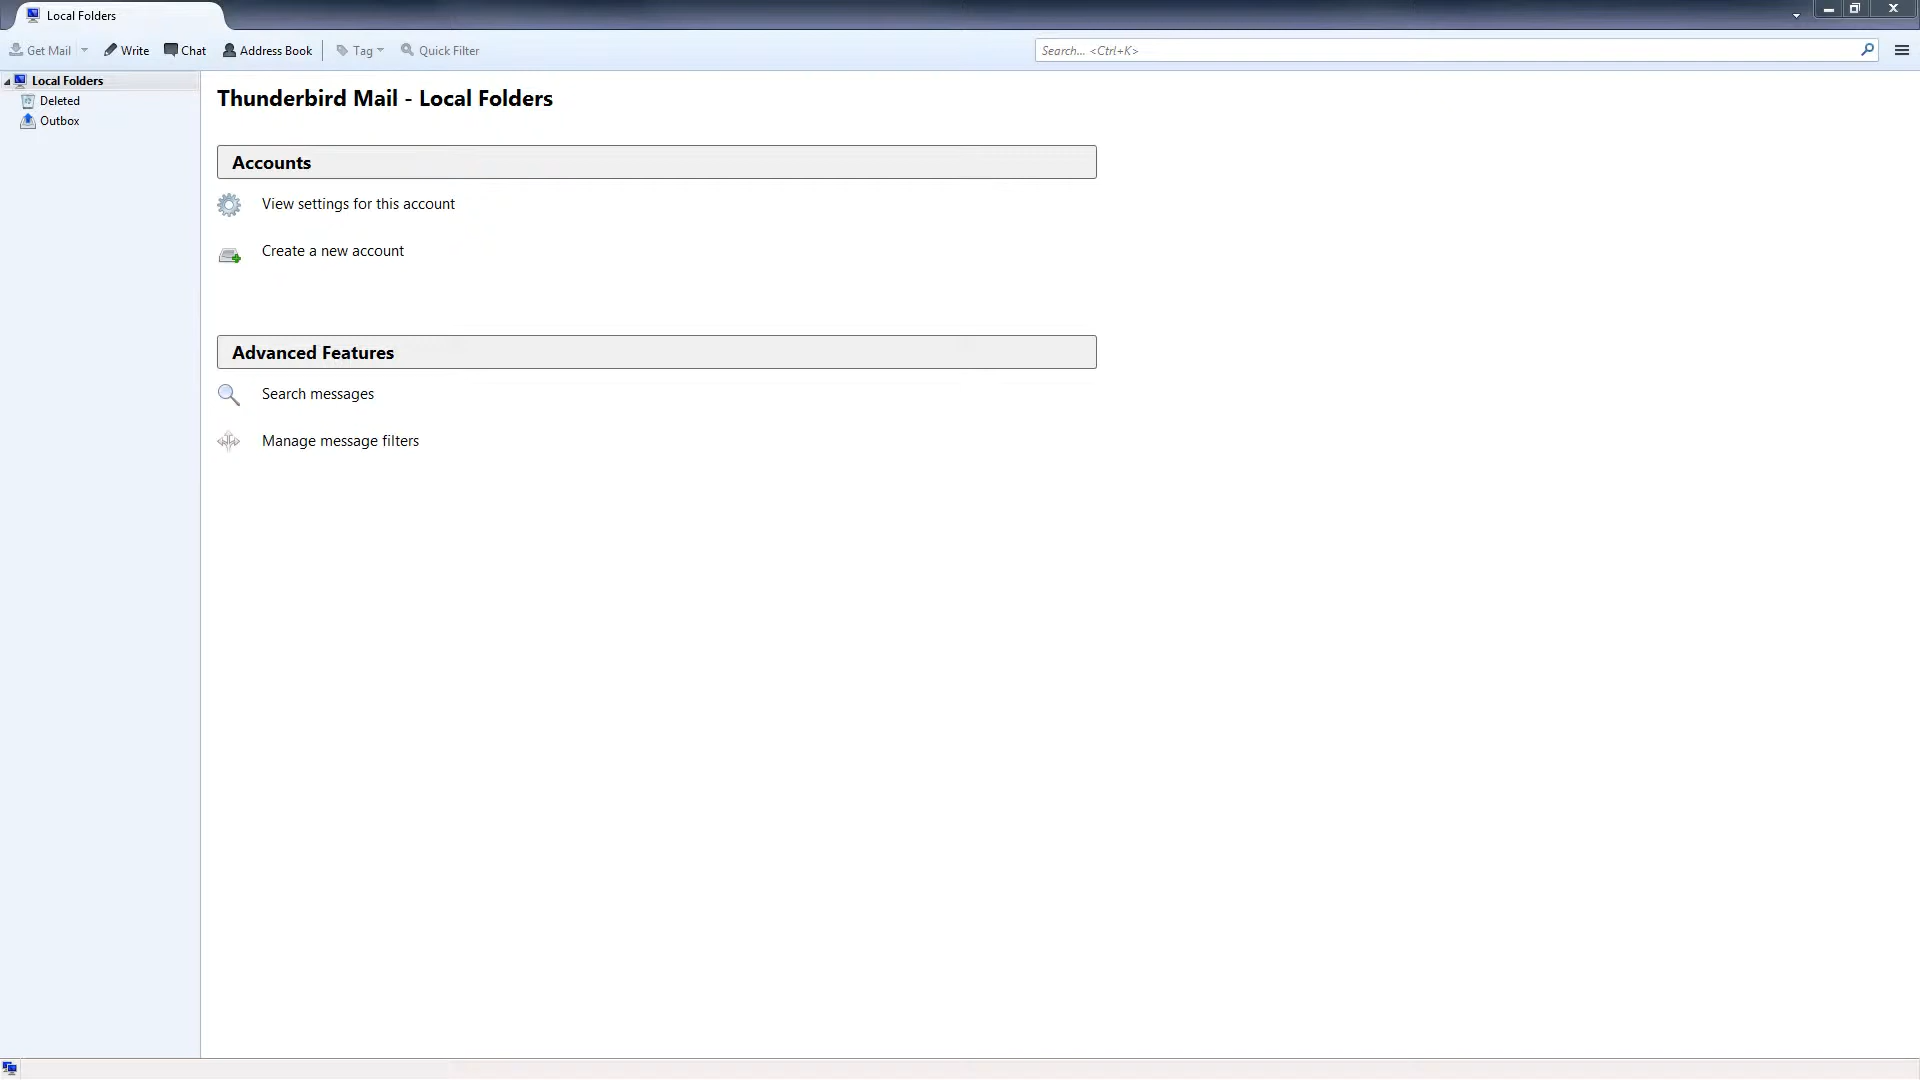 Local Folders
Get Mail Write Chat Address Book Tag Quick Filter Search... <Ctrl+K>
Local Folders
Deleted
Outbox
Thunderbird Mail - Local Folders
Accounts
View settings for this account
Create a new account
Advanced Features
Search messages
Manage message filters